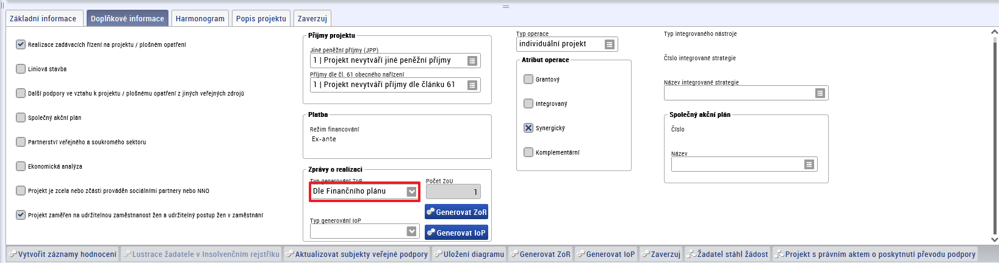 Základní informace
Doplňkové informace
Harmonogram
Popis projektu
Zaverzuj
Realizace zadávacích řízení na projektu / plošném opatření
Liniová stavba
Další podpory ve vztahu k projektu / plošnému opatření z jiných veřejných zdrojů
Společný akční plán
Partnerství veřejného a soukromého sektoru
Ekonomická analýza
Projekt je zcela nebo zčásti prováděn sociálními partnery nebo NNO
Projekt zaměřen na udržitelnou zaměstnanost žen a udržitelný postup žen v zaměstnání
Příjmy projektu
Jiné peněžní příjmy (JPP)
1 | Projekt nevytváří jiné peněžní příjmy
Příjmy dle čl. 61 obecného nařízení
1 | Projekt nevytváří příjmy dle článku 61
Platba
Režim financování
Ex-ante
Zprávy o realizaci
Typ generování ZoR
Dle Finančního plánu
Počet ZoU
1
Generovat ZoR
Typ generování IoP
Generovat IoP
Typ operace
individuální projekt
Atribut operace
Grantový
Integrovaný
Synergický
Komplementární
Typ integrovaného nástroje
Číslo integrované strategie
Název integrované strategie
Společný akční plán
Číslo
Název
Vytvořit záznamy hodnocení
Lustrace žadatele v Insolvenčním rejstříku
Aktualizovat subjekty veřejné podpory
Uložení diagramu
Generovat ZoR
Generovat IoP
Zaverzuj
Žadatel stáhl žádost
Projekt s právním aktem o poskytnutí převodu podpory